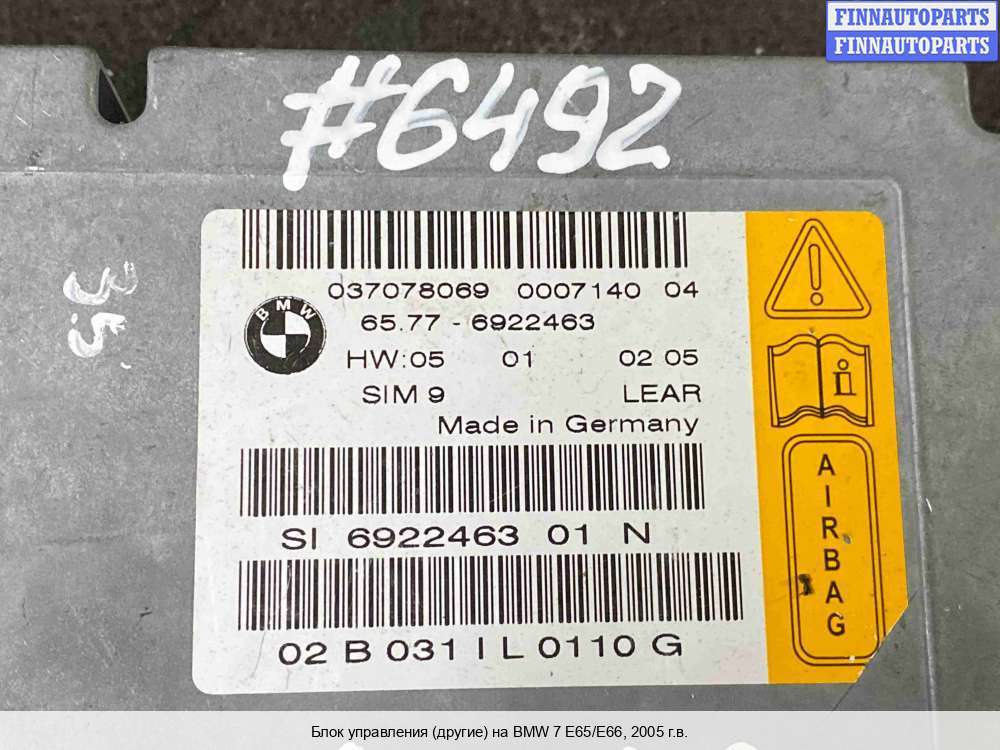 FINNAUTOPARTS
FINNAUTOPARTS
#6492
037078069 0007140 04
BMW
65.77 - 6922463
HW:05 01 02 05
SIM 9 LEAR
Made in Germany
SI 6922463 01 N
02 B 031 I L 0110 G
i
AIRBAG
Блок управления (другие) на BMW 7 E65/E66, 2005 г.в.